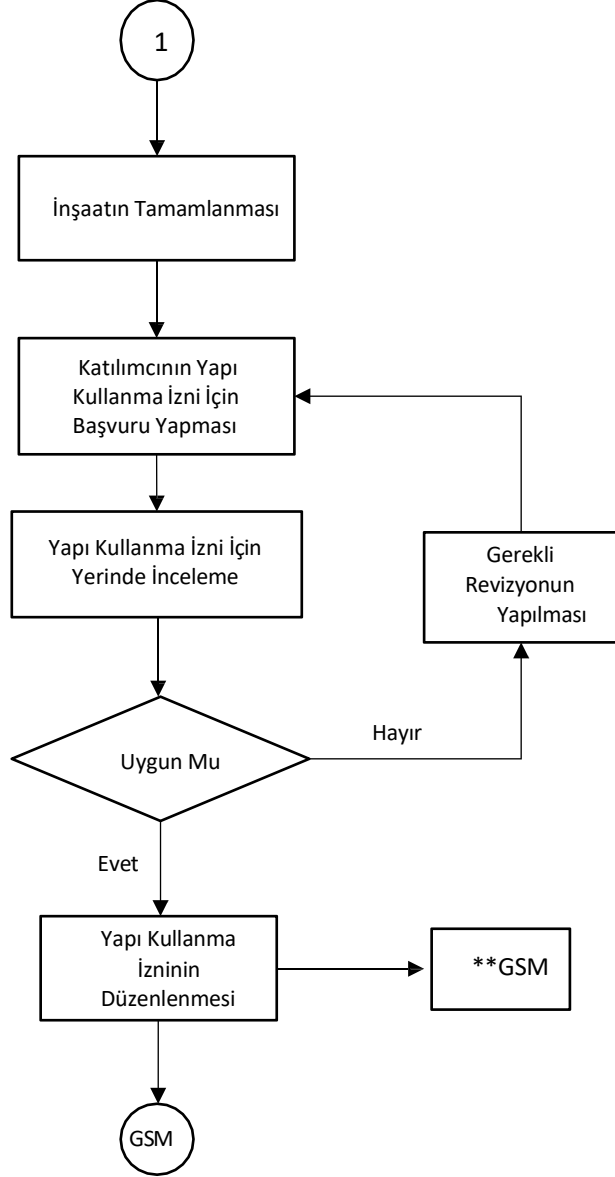 1
İnşaatın Tamamlanması
Katılımcının Yapı
Kullanma İzni İçin
Başvuru Yapması
Yapı Kullanma İzni İçin
Yerinde İnceleme
Gerekli
Revizyonun
Yapılması
Uygun Mu
Hayır
Evet
Yapı Kullanma
İzninin
Düzenlenmesi
**GSM
GSM